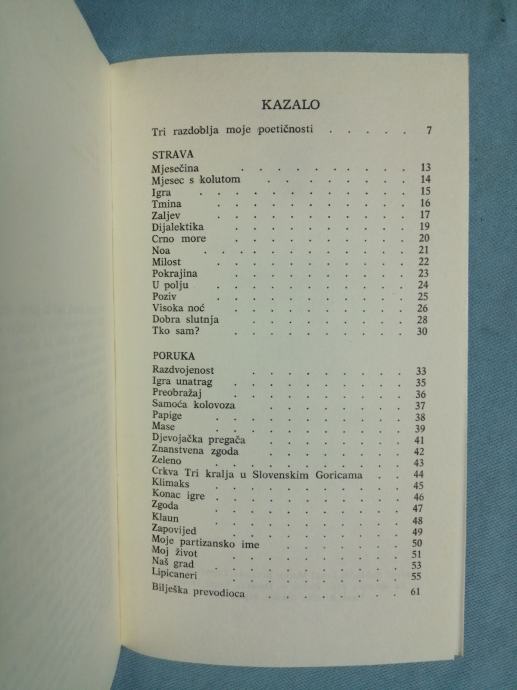 KAZALO
Tri razdoblja moje poetičnosti . . . . . 7
STRAVA
Mjesečina . . . . . . . . . . 13
Mjesec s kolutom . . . . . . . . . . 14
Igra . . . . . . . . . . . 15
Tmina . . . . . . . . . . . 16
Zaljev . . . . . . . . . . . 17
Dijalektika . . . . . . . . . . 19
Crno more . . . . . . . . . . 20
Noa . . . . . . . . . . . 21
Milost . . . . . . . . . . . 22
Pokrajina . . . . . . . . . . 23
U polju . . . . . . . . . . . 24
Poziv . . . . . . . . . . . 25
Visoka noć . . . . . . . . . . 26
Dobra slutnja . . . . . . . . . . 28
Tko sam? . . . . . . . . . . 30
PORUKA
Razdvojenost . . . . . . . . . 33
Igra unatrag . . . . . . . . . . 35
Preobražaj . . . . . . . . . . 36
Samoća kolovoza . . . . . . . . . 37
Papige . . . . . . . . . . . 38
Mase . . . . . . . . . . . 39
Djevojačka pregača . . . . . . . . . 41
Znanstvena zgoda . . . . . . . . . 42
Zeleno . . . . . . . . . . . 43
Crkva Tri kralja u Slovenskim Goricama . . 44
Klimaks . . . . . . . . . . . 45
Konac igre . . . . . . . . . . 46
Zgoda . . . . . . . . . . . 47
Klaun . . . . . . . . . . . 48
Zapovijed . . . . . . . . . . 49
Moje partizansko ime . . . . . . . 50
Moj život . . . . . . . . . . 51
Naš grad . . . . . . . . . . 53
Lipicaneri . . . . . . . . . . 55
Bilješka prevodioca . . . . . . . . 61